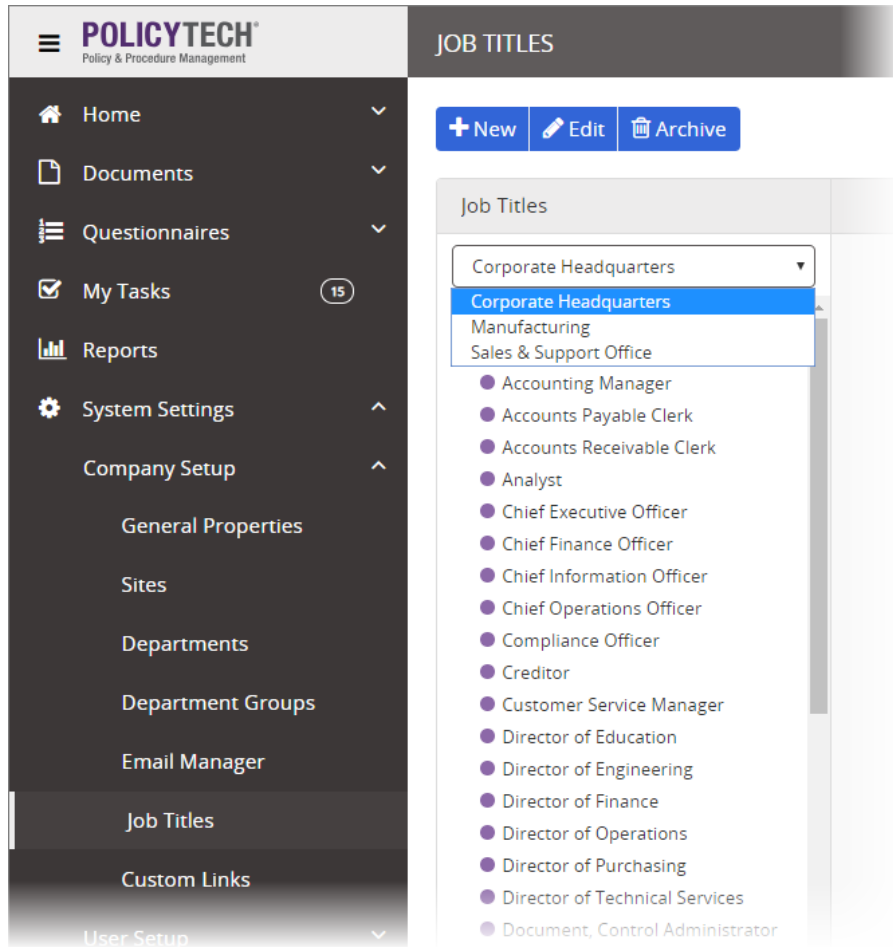 POLICYTECH®
Policy & Procedure Management
JOB TITLES
Home
Documents
Questionnaires
My Tasks 15
Reports
System Settings
Company Setup
General Properties
Sites
Departments
Department Groups
Email Manager
Job Titles
Custom Links
User Setup
New Edit Archive
Job Titles
Corporate Headquarters
Corporate Headquarters
Manufacturing
Sales & Support Office
Accounting Manager
Accounts Payable Clerk
Accounts Receivable Clerk
Analyst
Chief Executive Officer
Chief Finance Officer
Chief Information Officer
Chief Operations Officer
Compliance Officer
Creditor
Customer Service Manager
Director of Education
Director of Engineering
Director of Finance
Director of Operations
Director of Purchasing
Director of Technical Services
Document, Control Administrator